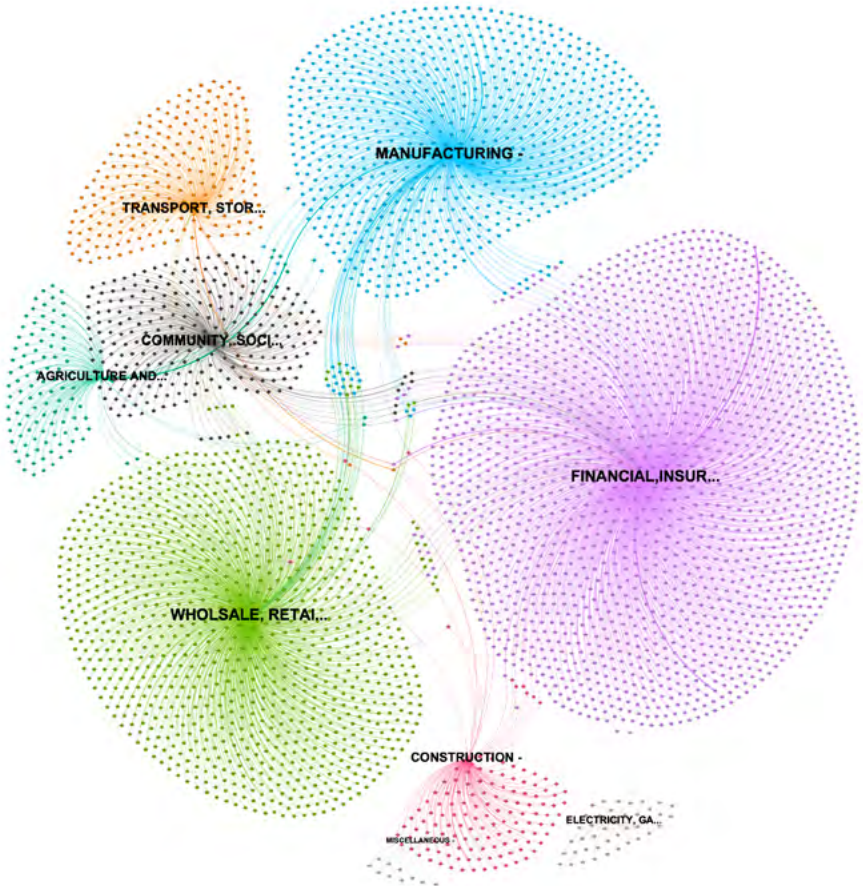 MANUFACTURING -
TRANSPORT, STOR...
COMMUNITY, SOCI...
AGRICULTURE AND...
FINANCIAL,INSUR...
WHOLSALE, RETAI...
CONSTRUCTION -
ELECTRICITY, GA...
MISCELLANEOUS -